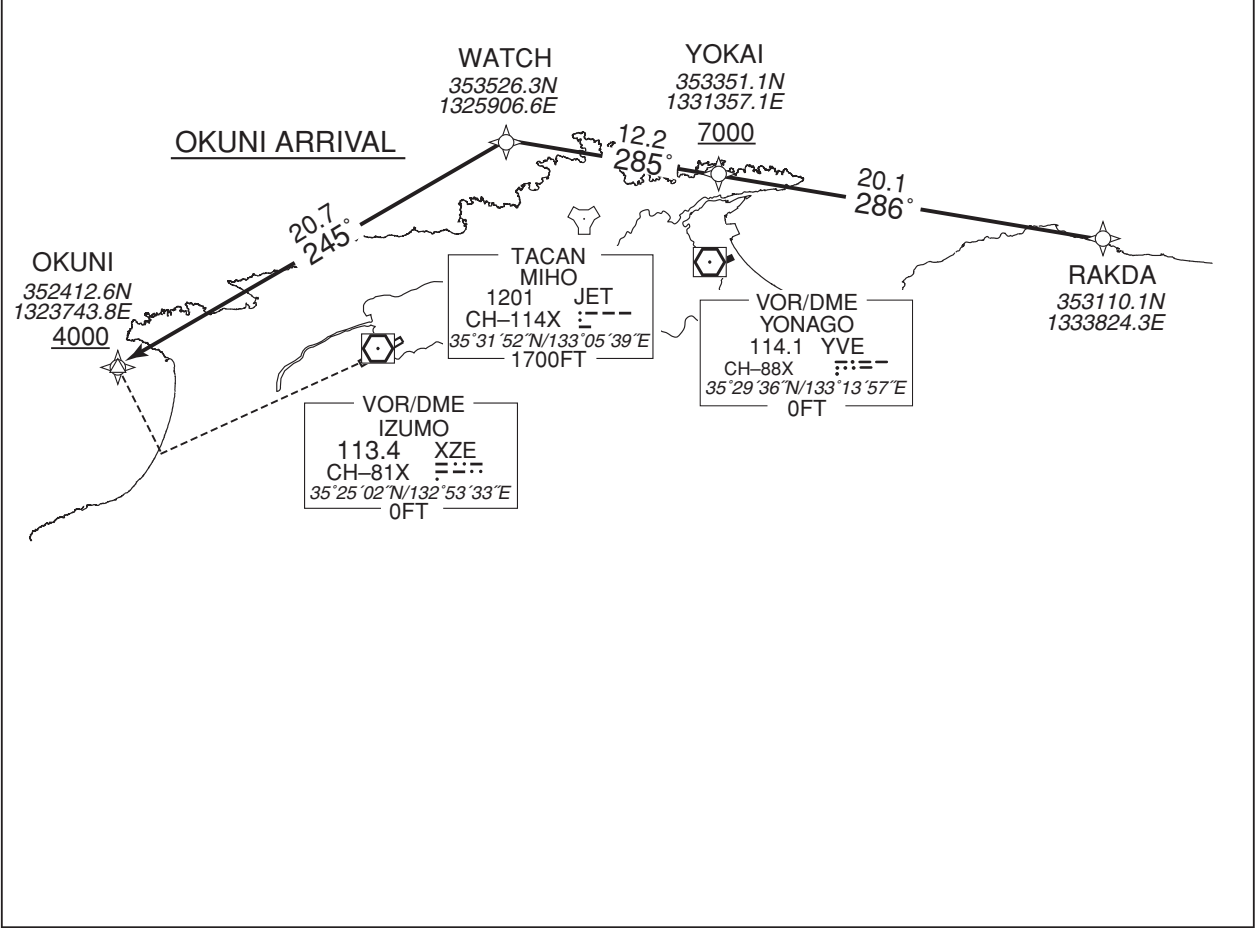 WATCH
353526.3N
1325906.6E
YOKAI
353351.1N
1331357.1E
7000
OKUNI ARRIVAL
12.2
285°
20.1
286°
20.7
245°
OKUNI
352412.6N
1323743.8E
4000
RAKDA
353110.1N
1333824.3E
TACAN
MIHO
1201 JET
CH–114X
35°31´52˝N/133°05´39˝E
1700FT
VOR/DME
YONAGO
114.1 YVE
CH–88X
35°29´36˝N/133°13´57˝E
0FT
VOR/DME
IZUMO
113.4 XZE
CH–81X
35°25´02˝N/132°53´33˝E
0FT